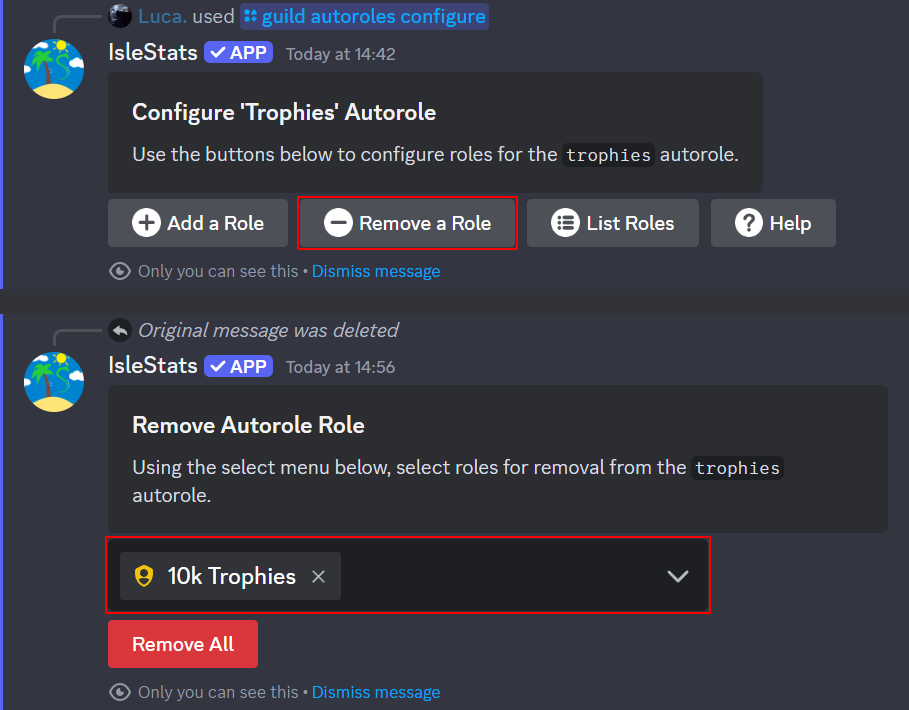 Luca. used guild autoroles configure
IsleStats APP Today at 14:42
Configure 'Trophies' Autorole
Use the buttons below to configure roles for the trophies autorole.
Add a Role Remove a Role List Roles Help
Only you can see this • Dismiss message
Original message was deleted
IsleStats APP Today at 14:56
Remove Autorole Role
Using the select menu below, select roles for removal from the trophies
autorole.
10k Trophies
Remove All
Only you can see this • Dismiss message